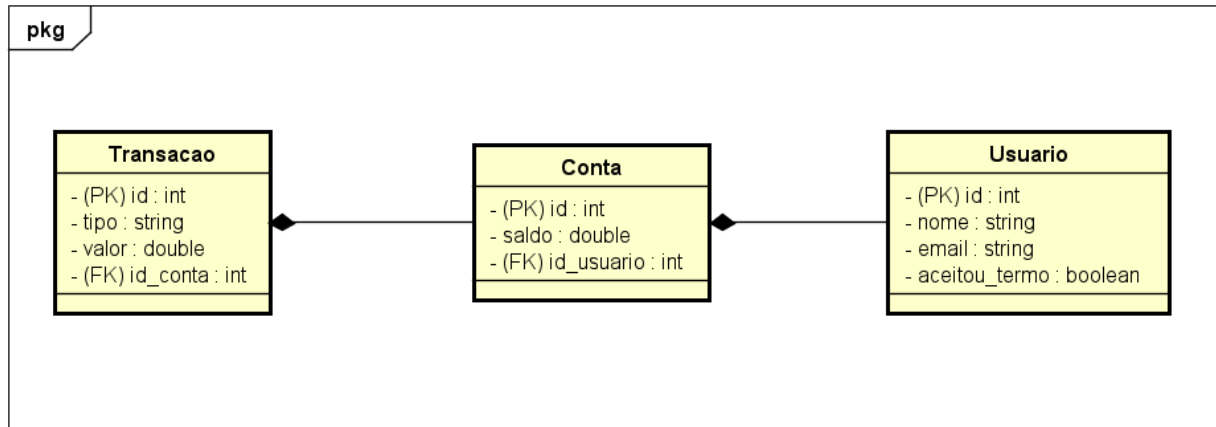 pkg
Transacao
- (PK) id : int
- tipo : string
- valor : double
- (FK) id_conta : int
Conta
- (PK) id : int
- saldo : double
- (FK) id_usuario : int
Usuario
- (PK) id : int
- nome : string
- email : string
- aceitou_termo : boolean